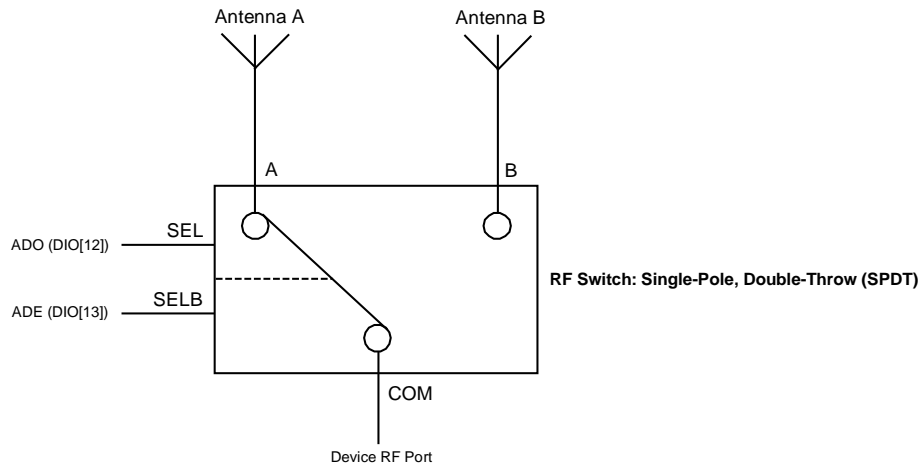 Antenna A
Antenna B
A
B
SEL
ADO (DIO[12])
RF Switch: Single-Pole, Double-Throw (SPDT)
SELB
ADE (DIO[13])
COM
Device RF Port